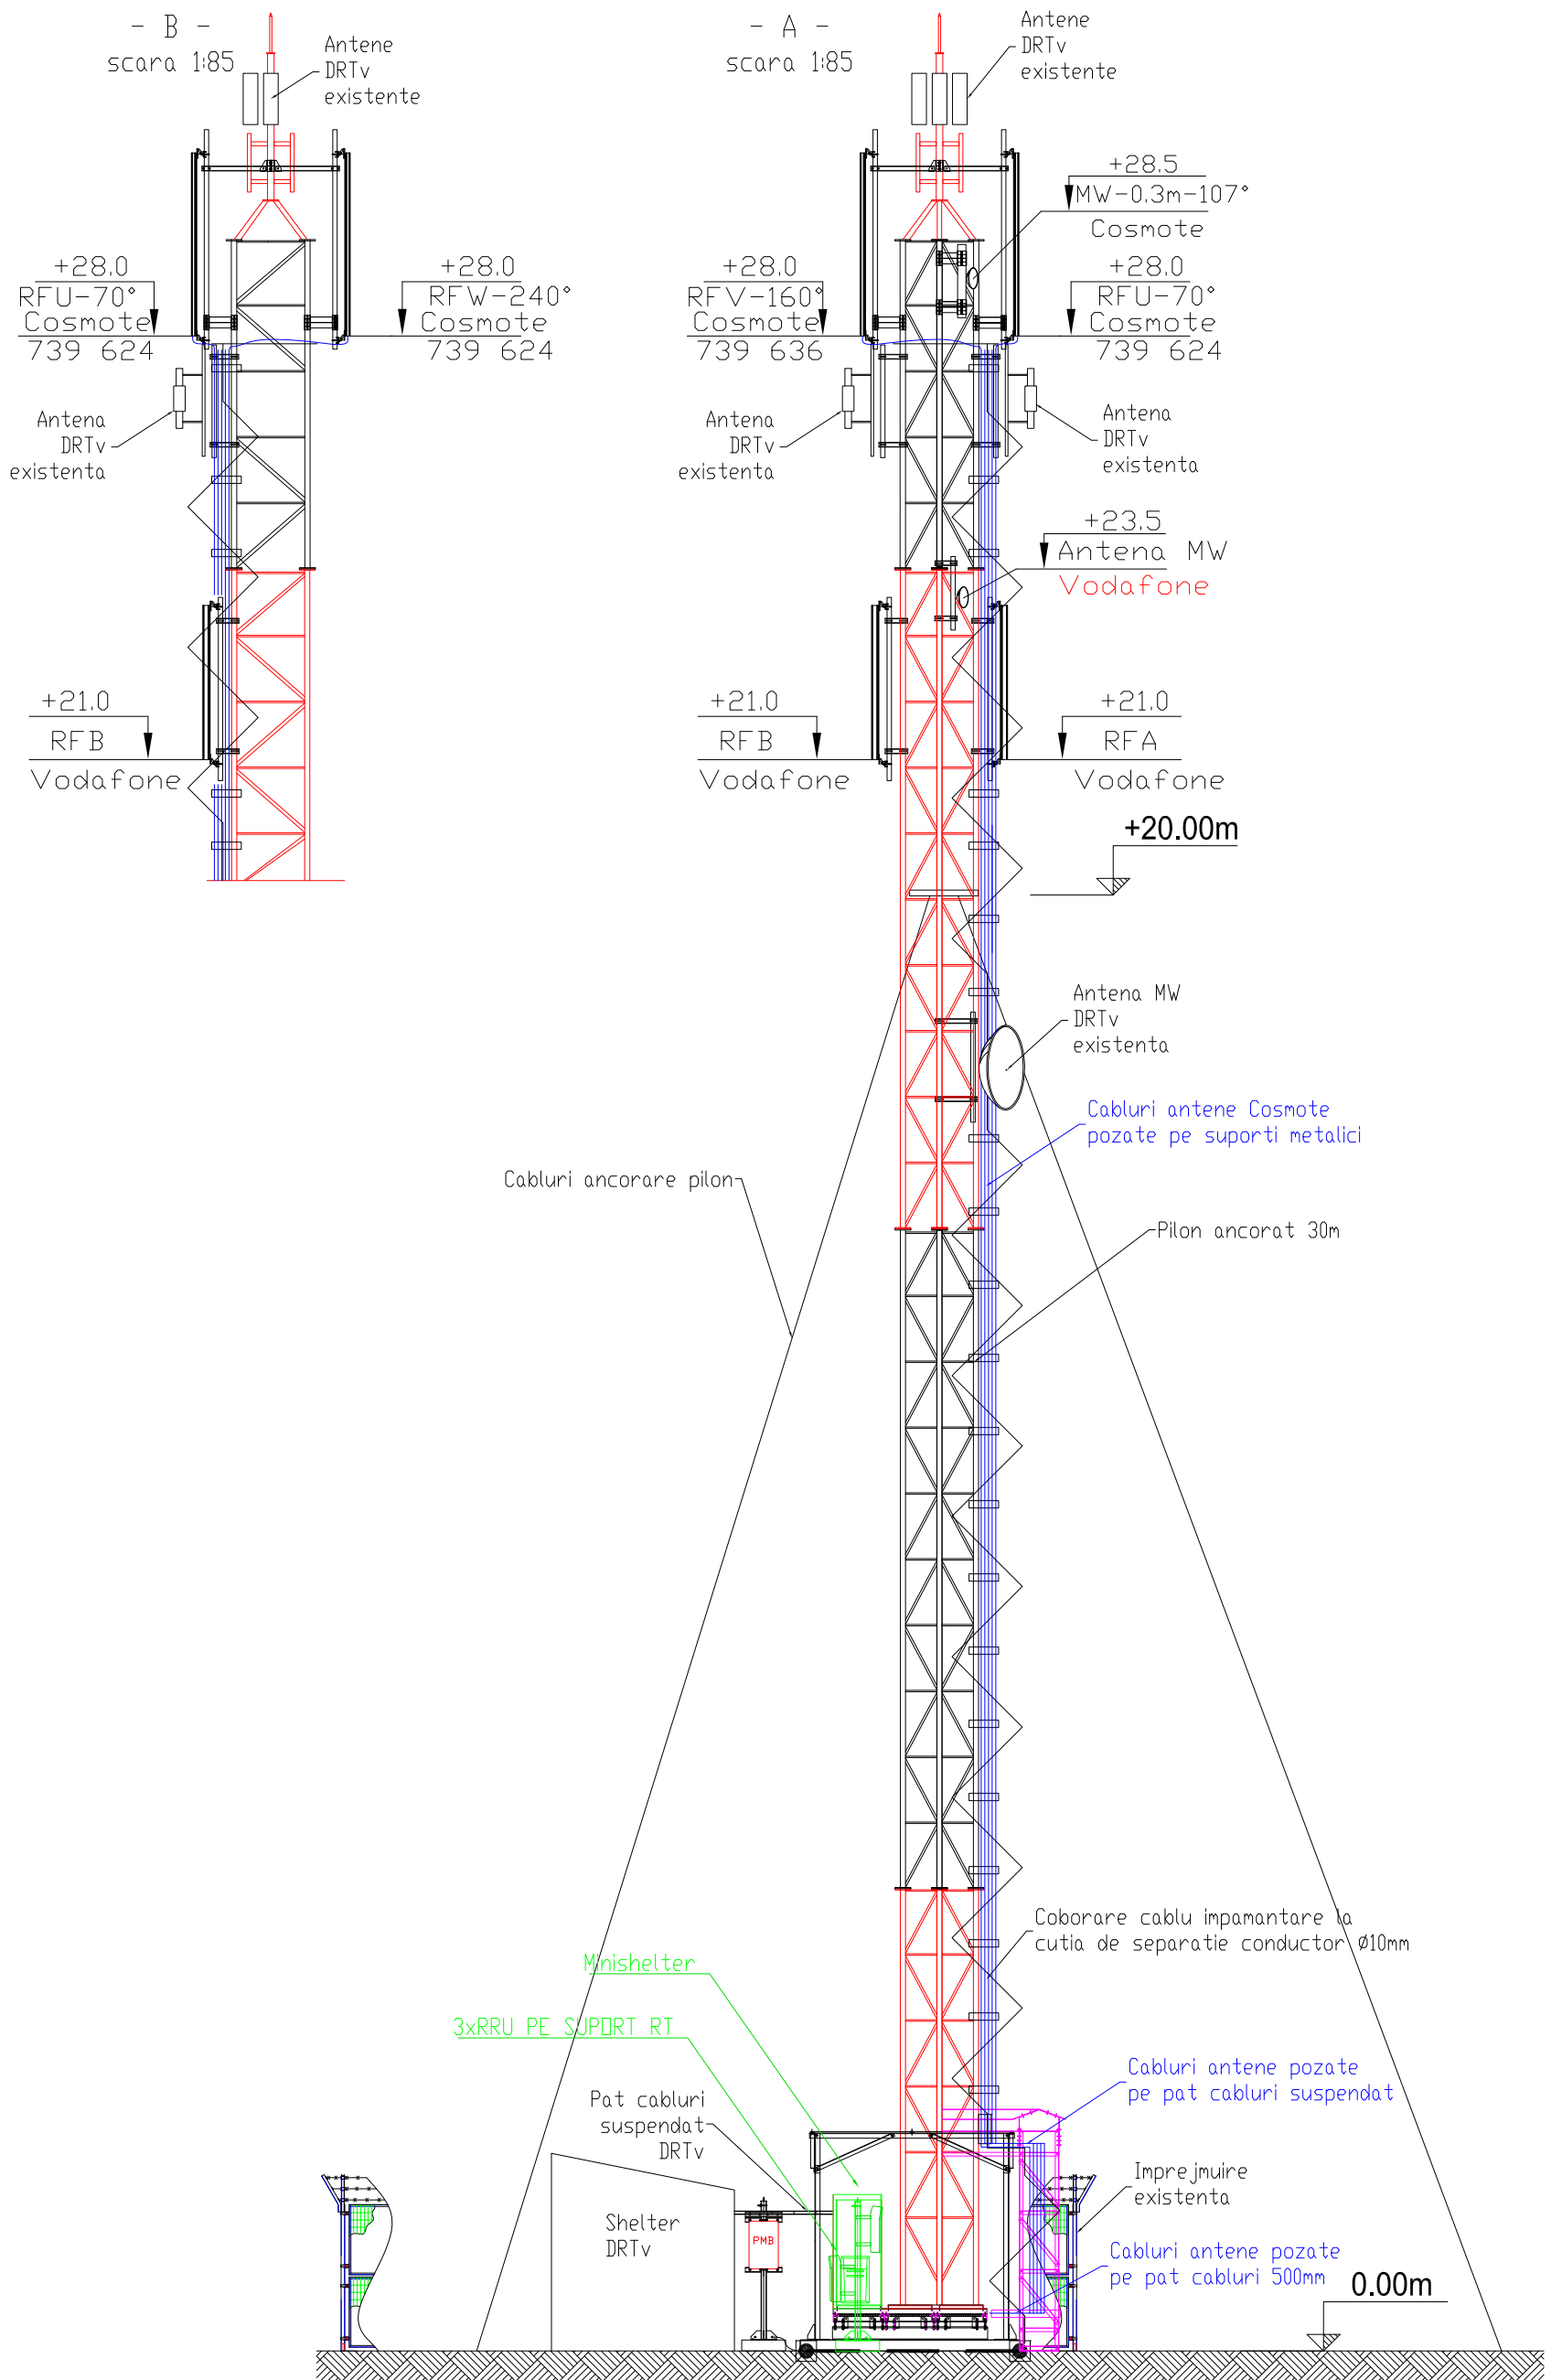 - B -
scara 1:85
Antene
DRTv
existente
- A -
scara 1:85
Antene
DRTv
existente
+28.5
MW-0.3m-107°
Cosmote
+28.0
RFU-70°
Cosmote
739 624
+28.0
RFW-240°
Cosmote
739 624
+28.0
RFV-160°
Cosmote
739 636
+28.0
RFU-70°
Cosmote
739 624
Antena
DRTv
existenta
Antena
DRTv
existenta
Antena
DRTv
existenta
+23.5
Antena MW
Vodafone
+21.0
RFB
Vodafone
+21.0
RFB
Vodafone
+21.0
RFA
Vodafone
+20.00m
Antena MW
DRTv
existenta
Cabluri antene Cosmote
pozate pe suporti metalici
Cabluri ancorare pilon
Pilon ancorat 30m
Coborare cablu impamantare la
cutia de separatie conductor Ø10mm
Minishelter
3xRRU PE SUPORT RT
Cabluri antene pozate
pe pat cabluri suspendat
Pat cabluri
suspendat
DRTv
Imprejmuire
existenta
Shelter
DRTv
PMB
Cabluri antene pozate
pe pat cabluri 500mm
0.00m